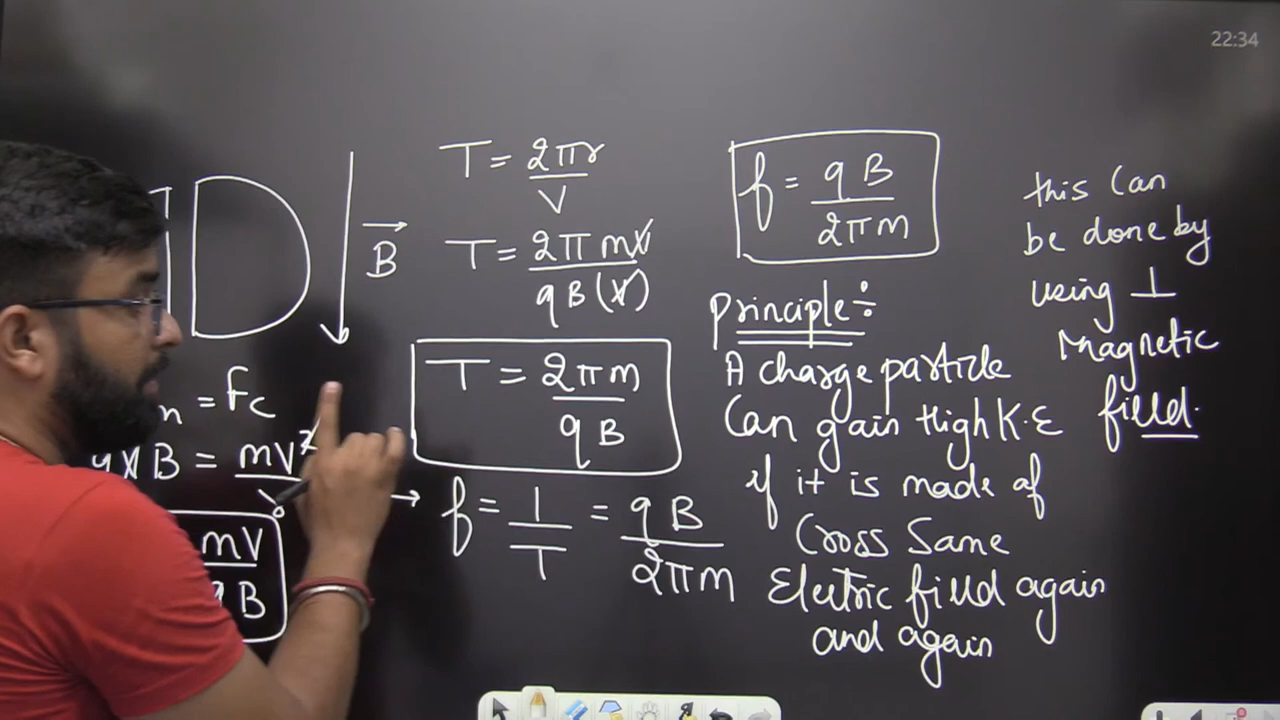 22:34
B
= Fc
B = mv²
mV
B
T = 2πr
V
T = 2π mv
qB(v)
T = 2πm
qB
f = 1 = qB
T 2πm
f = qB
2πm
principle ÷
A charge particle
Can gain High K.E
if it is made of
Cross Same
Electric field again
and again
this Can
be done by
using ⊥
Magnetic
field.